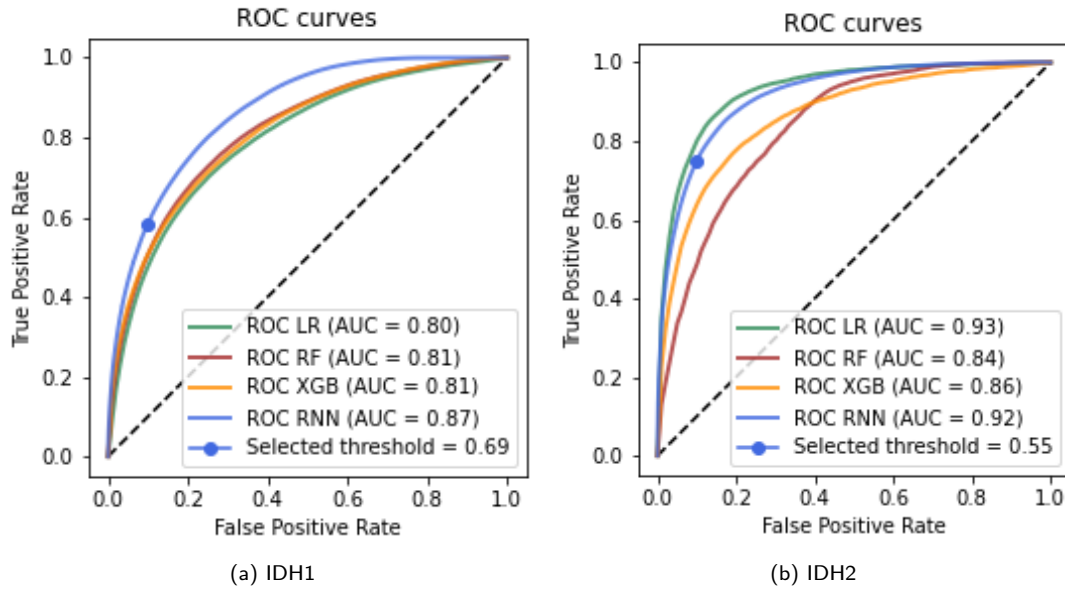 ROC curves
True Positive Rate
1.0
0.8
0.6
0.4
0.2
0.0
ROC LR (AUC = 0.80)
ROC RF (AUC = 0.81)
ROC XGB (AUC = 0.81)
ROC RNN (AUC = 0.87)
Selected threshold = 0.69
0.0 0.2 0.4 0.6 0.8 1.0
False Positive Rate
(a) IDH1
ROC curves
True Positive Rate
1.0
0.8
0.6
0.4
0.2
0.0
ROC LR (AUC = 0.93)
ROC RF (AUC = 0.84)
ROC XGB (AUC = 0.86)
ROC RNN (AUC = 0.92)
Selected threshold = 0.55
0.0 0.2 0.4 0.6 0.8 1.0
False Positive Rate
(b) IDH2